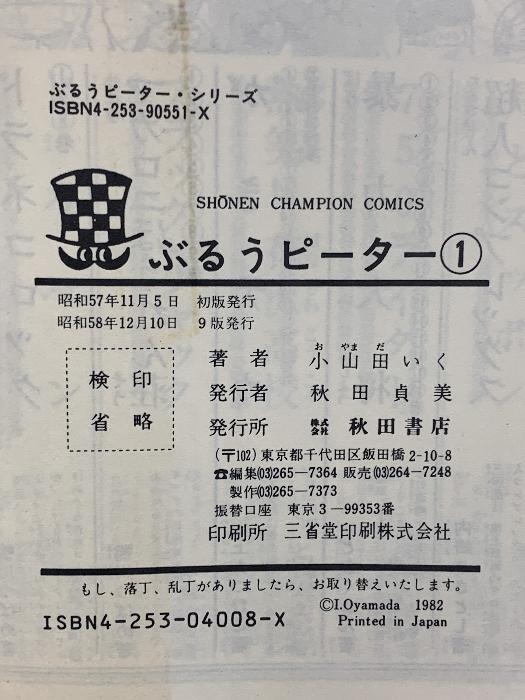 ぶるうピーター・シリーズ
ISBN4-253-90551-X
SHŌNEN CHAMPION COMICS
ぶるうピーター①
昭和57年11月5日 初版発行
昭和58年12月10日 9版発行
検印
省略
著者 小山田いく
お やま だ
発行者 秋田貞美
発行所 株式会社 秋田書店
(〒102)東京都千代田区飯田橋2-10-8
☎編集(03)265-7364 販売(03)264-7248
製作(03)265-7373
振替口座 東京3-99353番
印刷所 三省堂印刷株式会社
もし、落丁、乱丁がありましたら、お取り替えいたします。
ISBN4-253-04008-X
©I.Oyamada 1982
Printed in Japan